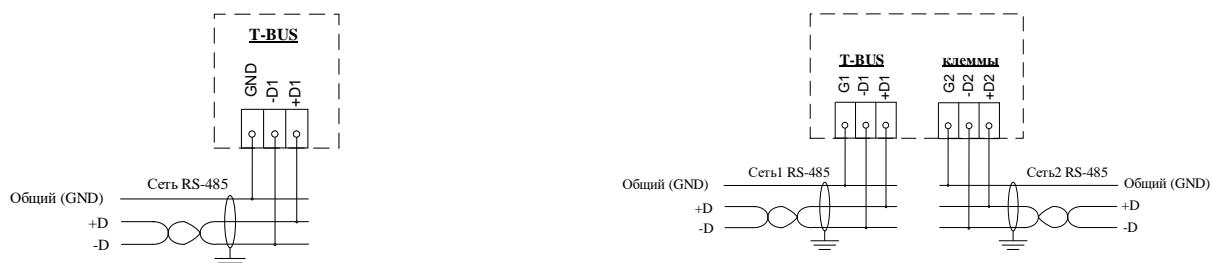 T-BUS
GND
-D1
+D1
Сеть RS-485
Общий (GND)
+D
-D
T-BUS
клеммы
G1
-D1
+D1
G2
-D2
+D2
Сеть1 RS-485
Сеть2 RS-485
Общий (GND)
Общий (GND)
+D
+D
-D
-D